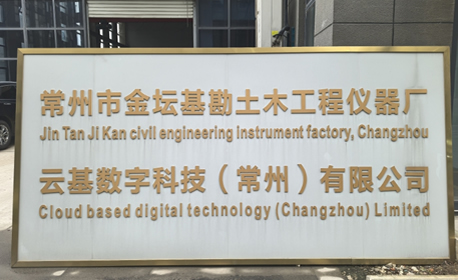 常州市金坛基勘土木工程仪器厂
Jin Tan Ji Kan civil engineering instrument factory, Changzhou
云基数字科技（常州）有限公司
Cloud based digital technology (Changzhou) Limited